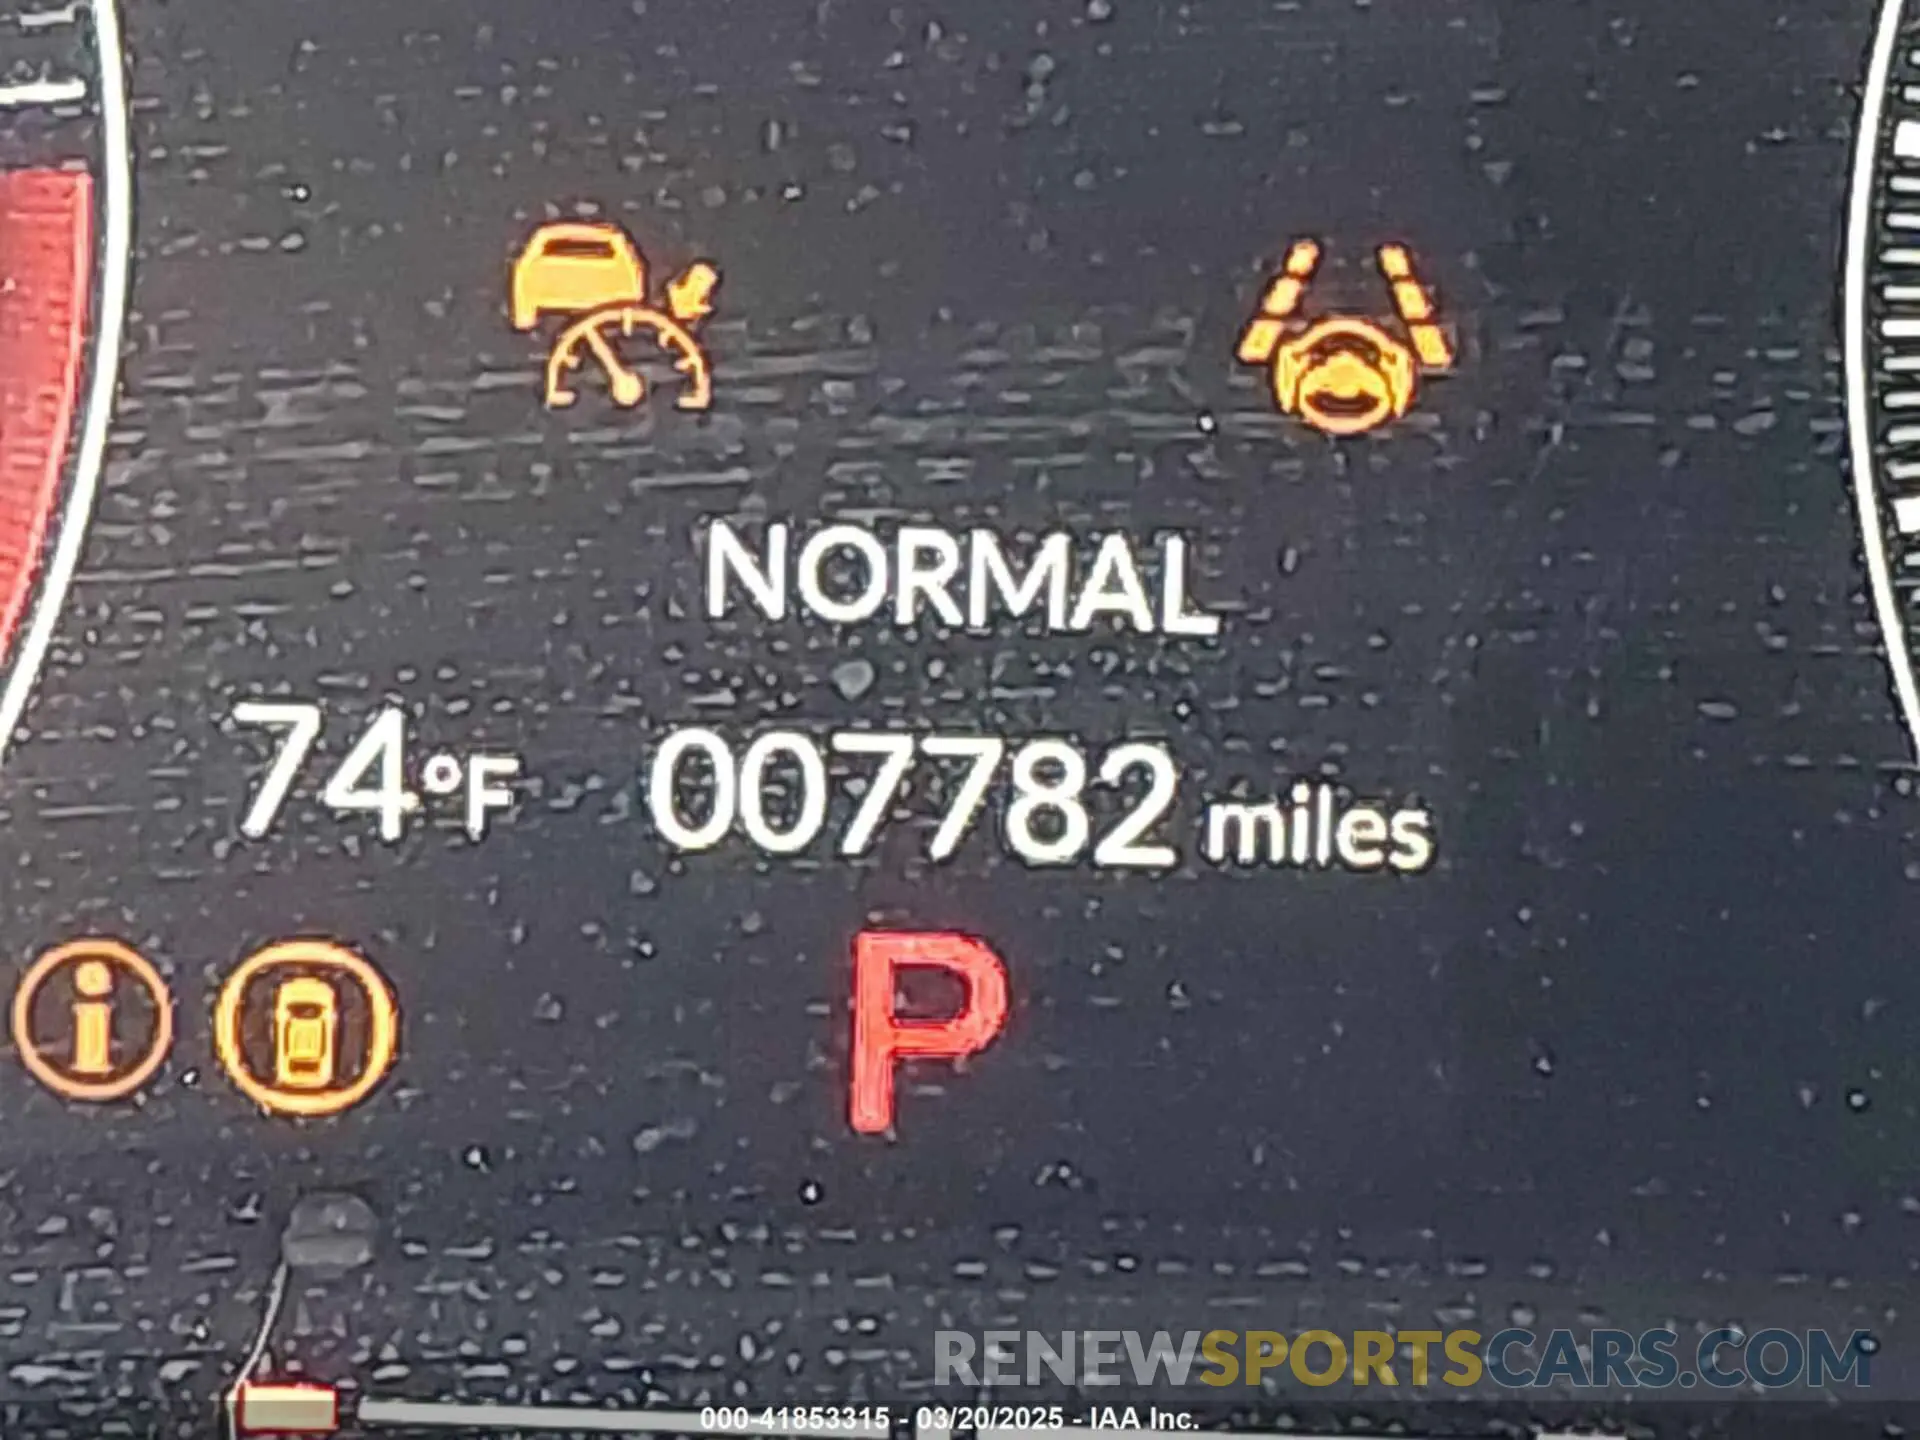 NORMAL
74°F 007782 miles
P
RENEWSPORTSCARS.COM
000-41853315 - 03/20/2025 - IAA Inc.